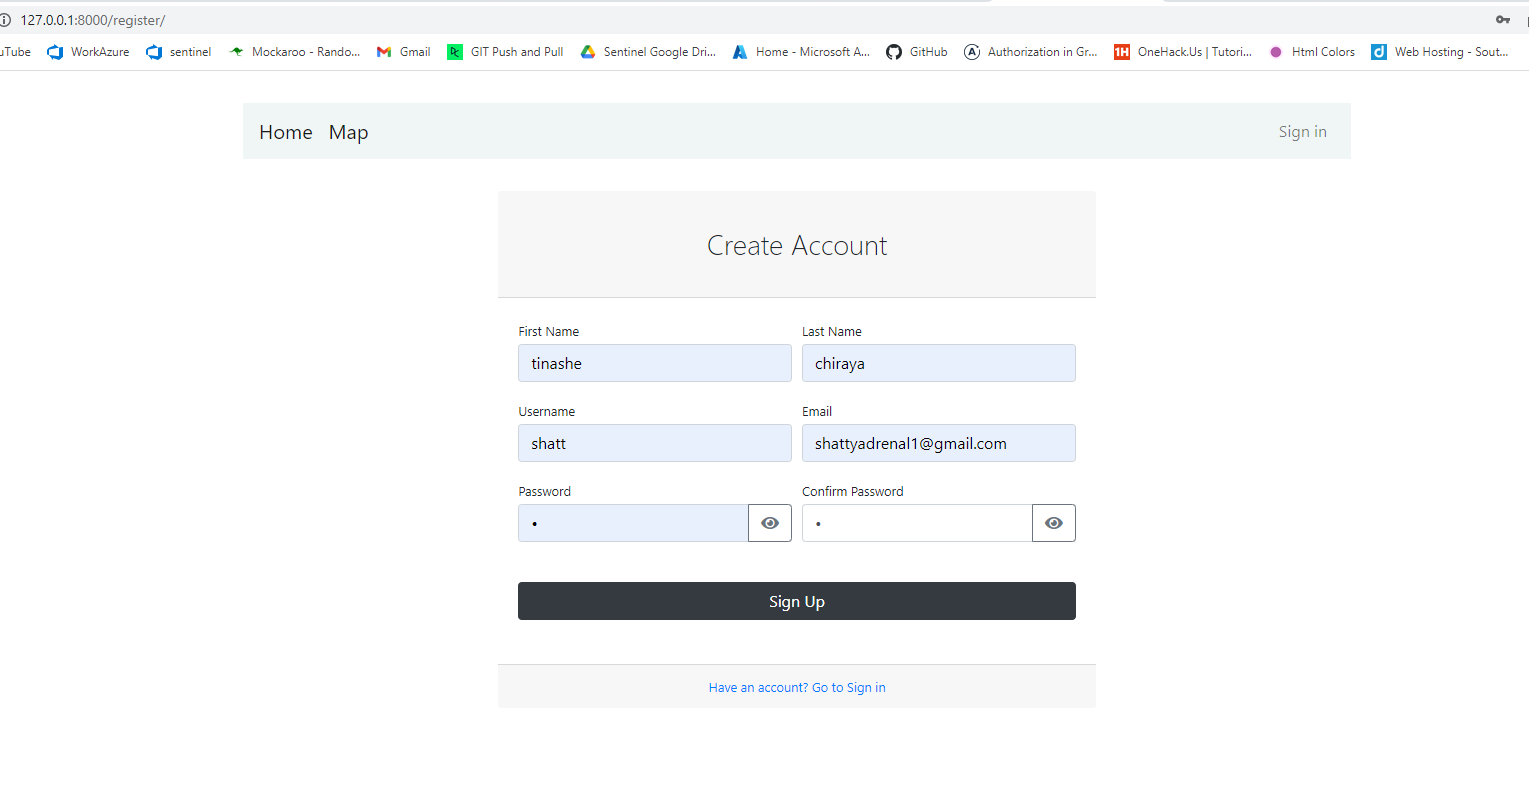 127.0.0.1:8000/register/
uTube WorkAzure sentinel Mockaroo - Rando... Gmail GIT Push and Pull Sentinel Google Dri... Home - Microsoft A... GitHub Authorization in Gr... 1H OneHack.Us | Tutori... Html Colors Web Hosting - Sout...
Home Map Sign in
Create Account
First Name Last Name
tinashe chiraya
Username Email
shatt shattyadrenal1@gmail.com
Password Confirm Password
Sign Up
Have an account? Go to Sign in